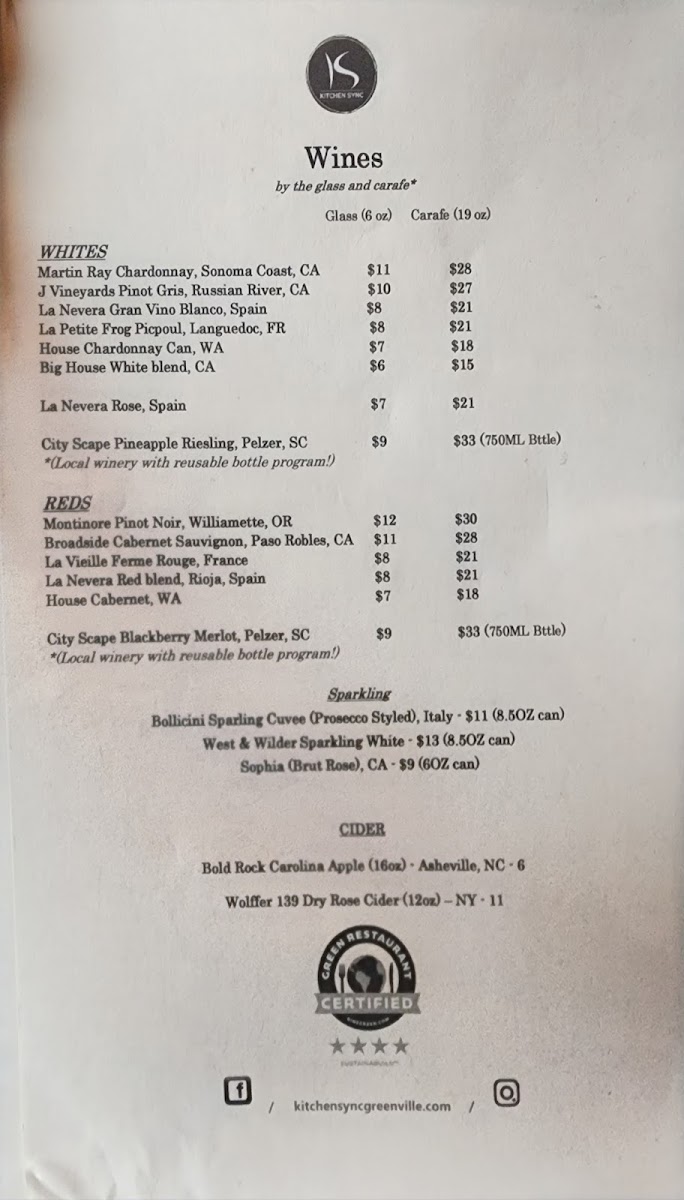 KS
KITCHEN SYNC
Wines
by the glass and carafe*
Glass (6 oz) Carafe (19 oz)
WHITES
Martin Ray Chardonnay, Sonoma Coast, CA $11 $28
J Vineyards Pinot Gris, Russian River, CA $10 $27
La Nevera Gran Vino Blanco, Spain $8 $21
La Petite Frog Picpoul, Languedoc, FR $8 $21
House Chardonnay Can, WA $7 $18
Big House White blend, CA $6 $15
La Nevera Rose, Spain $7 $21
City Scape Pineapple Riesling, Pelzer, SC $9 $33 (750ML Bttle)
*(Local winery with reusable bottle program!)
REDS
Montinore Pinot Noir, Williamette, OR $12 $30
Broadside Cabernet Sauvignon, Paso Robles, CA $11 $28
La Vieille Ferme Rouge, France $8 $21
La Nevera Red blend, Rioja, Spain $8 $21
House Cabernet, WA $7 $18
City Scape Blackberry Merlot, Pelzer, SC $9 $33 (750ML Bttle)
*(Local winery with reusable bottle program!)
Sparkling
Bollicini Sparling Cuvee (Prosecco Styled), Italy - $11 (8.5OZ can)
West & Wilder Sparkling White - $13 (8.5OZ can)
Sophia (Brut Rose), CA - $9 (6OZ can)
CIDER
Bold Rock Carolina Apple (16oz) - Asheville, NC - 6
Wolffer 139 Dry Rose Cider (12oz) – NY - 11
GREEN RESTAURANT
CERTIFIED
/ kitchensyncgreenville.com /